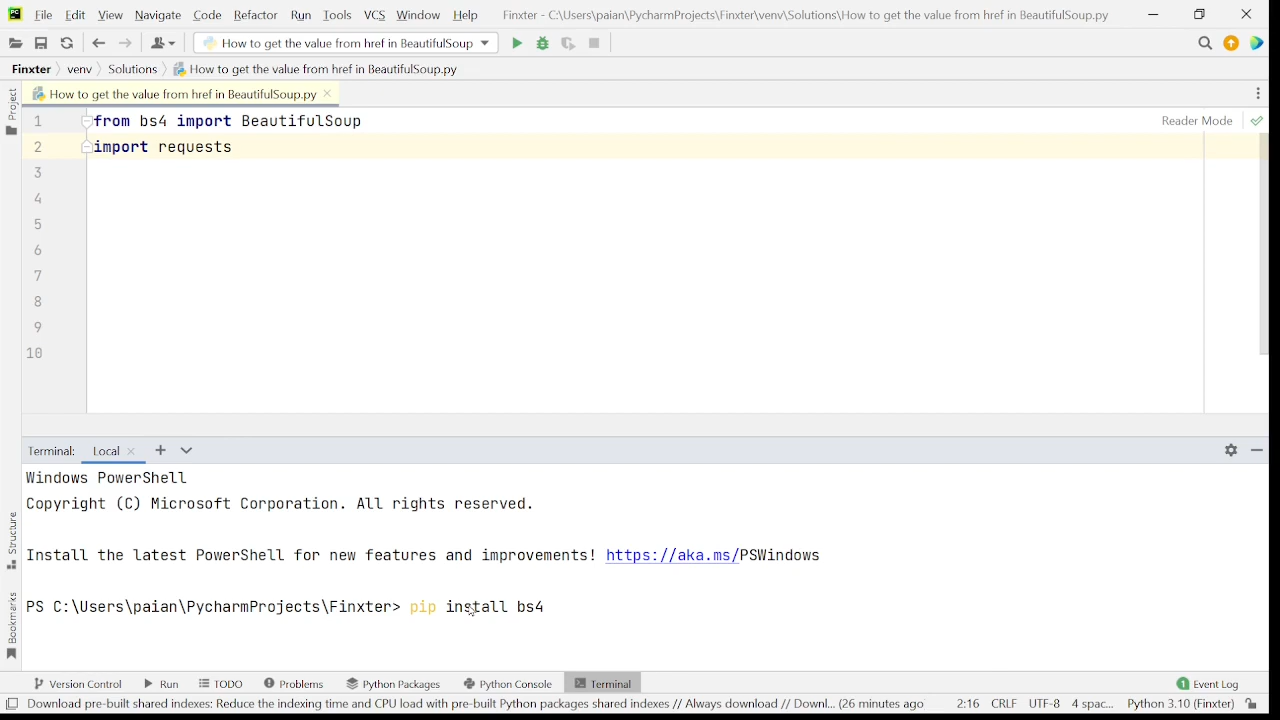 PC File Edit View Navigate Code Refactor Run Tools VCS Window Help Finxter - C:\Users\paian\PycharmProjects\Finxter\venv\Solutions\How to get the value from href in BeautifulSoup.py
How to get the value from href in BeautifulSoup
Finxter venv Solutions How to get the value from href in BeautifulSoup.py
Project
How to get the value from href in BeautifulSoup.py
1 from bs4 import BeautifulSoup Reader Mode
2 import requests
3
4
5
6
7
8
9
10
Terminal: Local
Windows PowerShell
Copyright (C) Microsoft Corporation. All rights reserved.
Structure
Install the latest PowerShell for new features and improvements! https://aka.ms/PSWindows
Bookmarks
PS C:\Users\paian\PycharmProjects\Finxter> pip install bs4
Version Control Run TODO Problems Python Packages Python Console Terminal 1 Event Log
Download pre-built shared indexes: Reduce the indexing time and CPU load with pre-built Python packages shared indexes // Always download // Downl... (26 minutes ago 2:16 CRLF UTF-8 4 spac... Python 3.10 (Finxter)